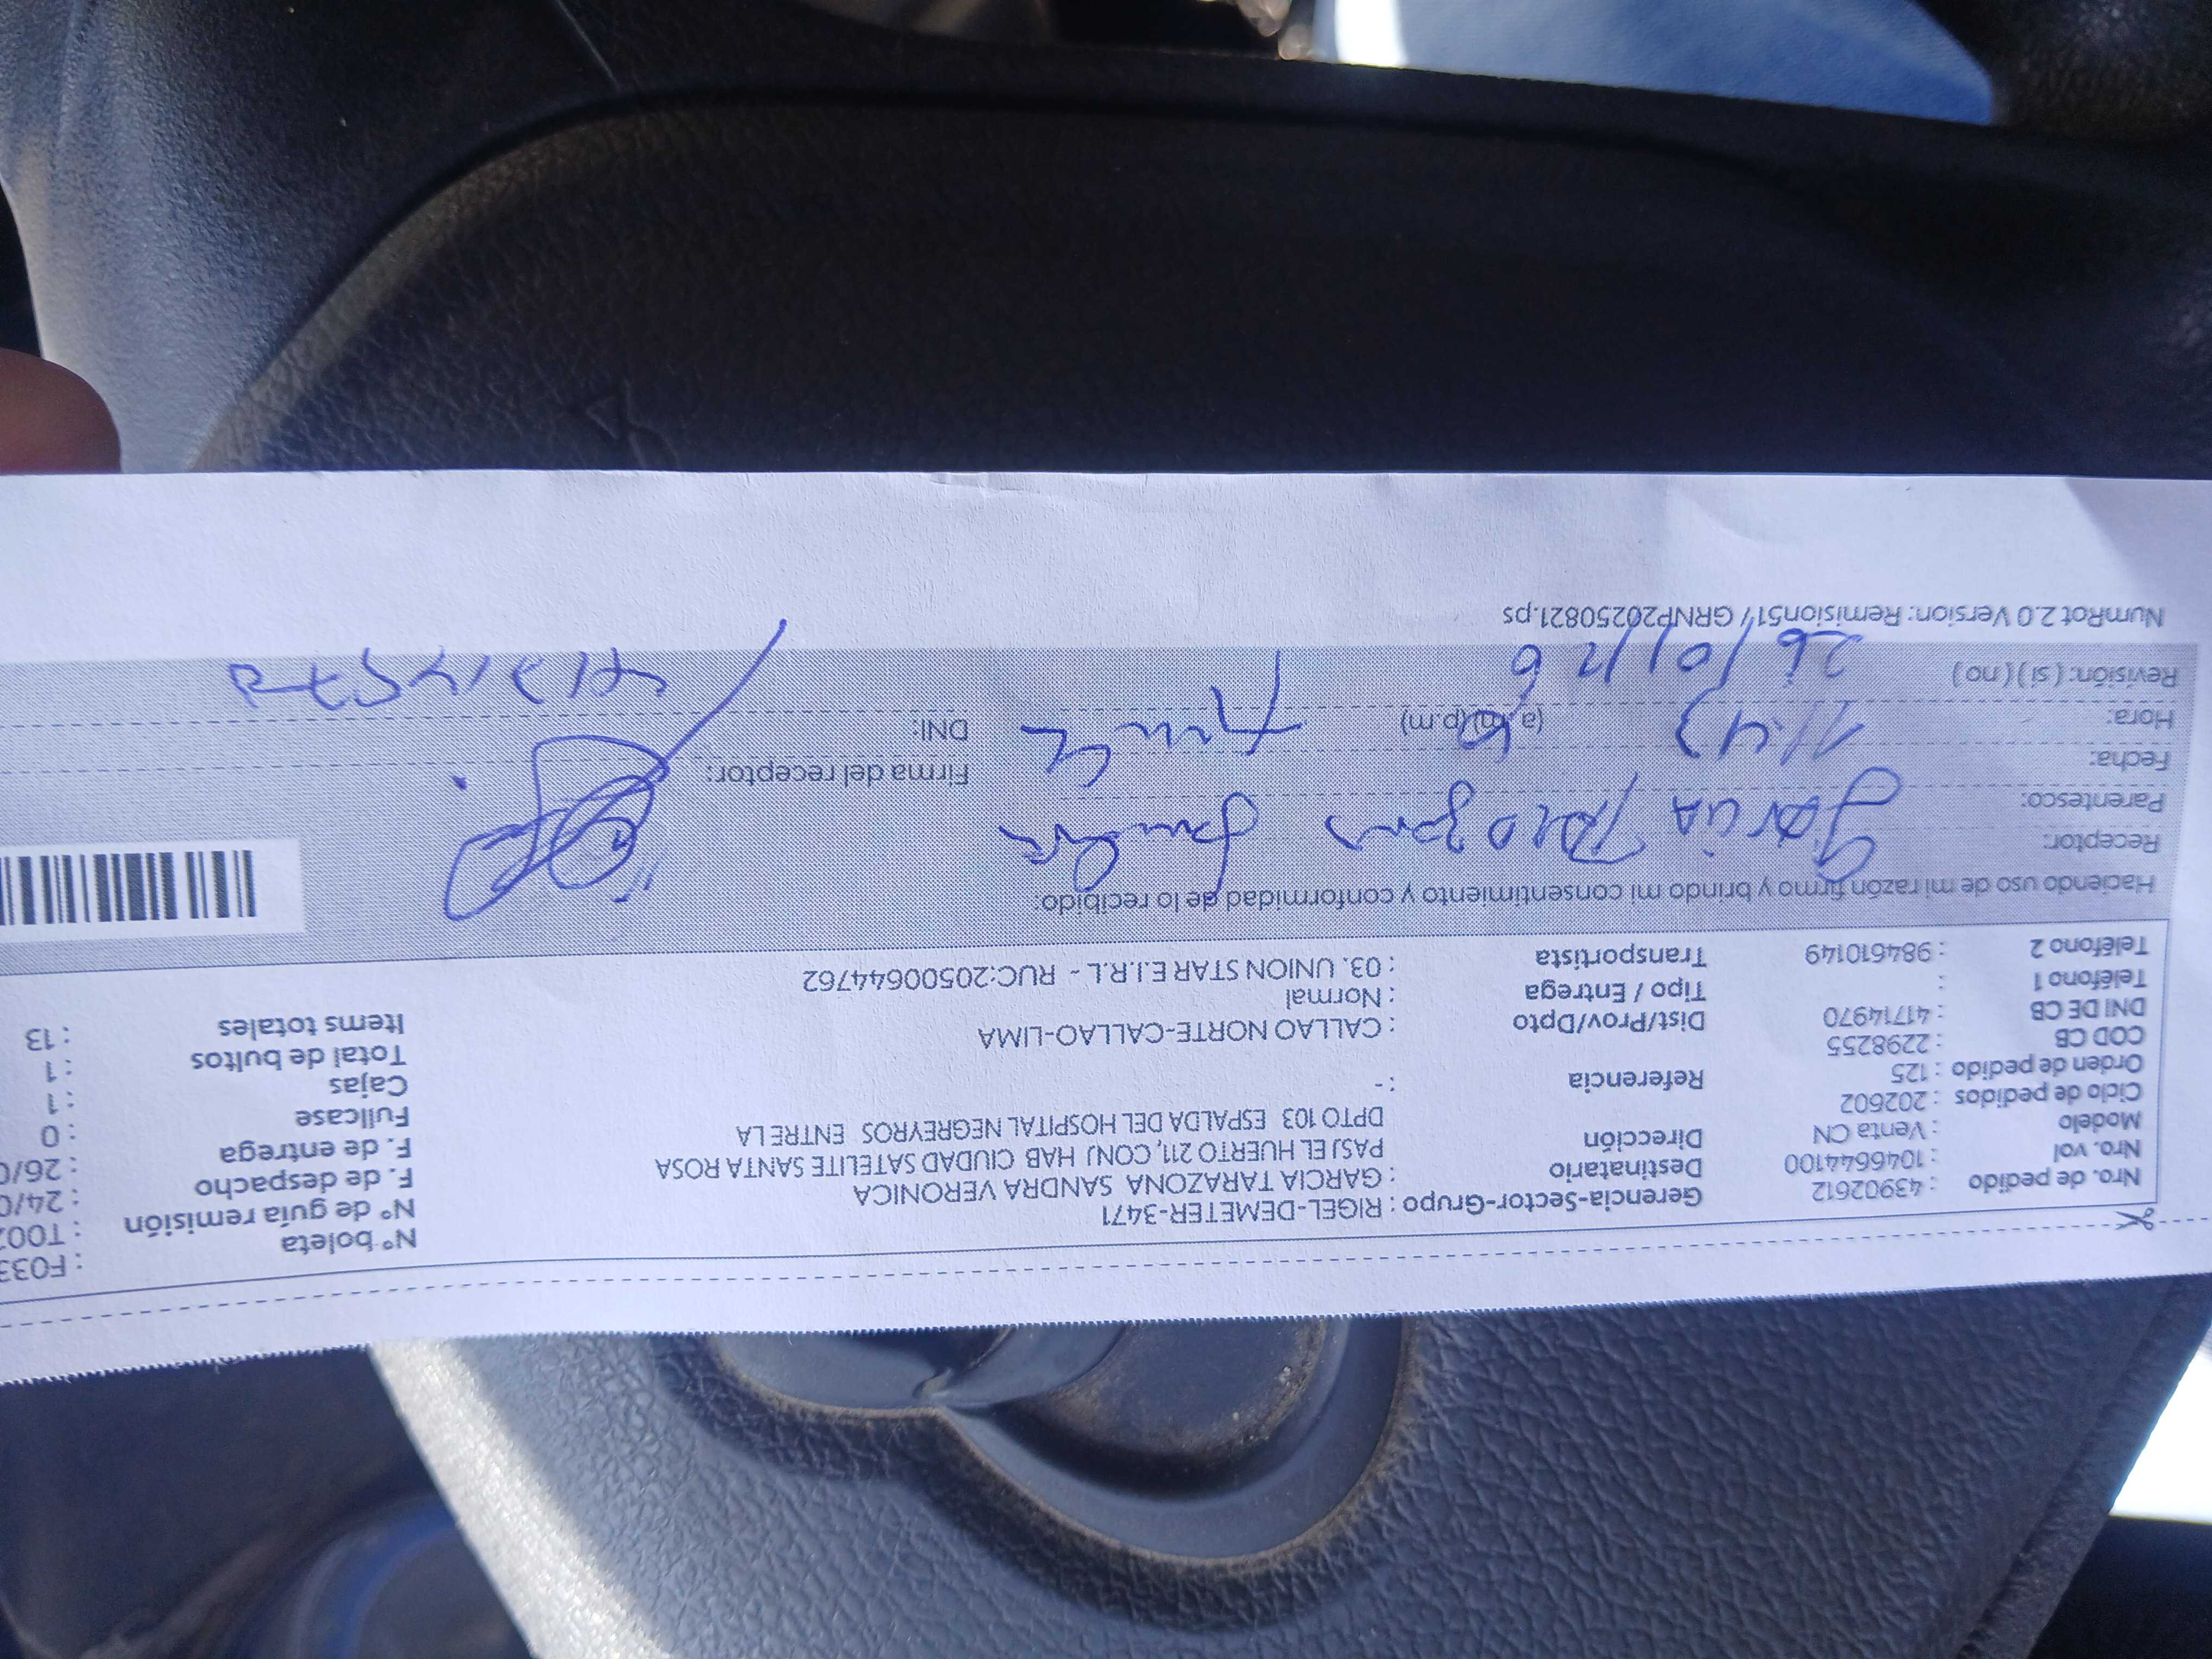 Nº boleta : F033
Nº de guía remisión : T002
F. de despacho : 24/0
F. de entrega : 26/0
Fullcase : 0
Cajas : 1
Total de bultos : 1
Items totales : 13
Gerencia-Sector-Grupo : RIGEL-DEMETER-3471
Destinatario : GARCIA TARAZONA SANDRA VERONICA
Dirección PASJ EL HUERTO 211, CONJ HAB CIUDAD SATELITE SANTA ROSA
DPTO 103 ESPALDA DEL HOSPITAL NEGREYROS ENTRE LA
Referencia : -
Dist/Prov/Dpto : CALLAO NORTE-CALLAO-LIMA
Tipo / Entrega : Normal
Transportista : 03. UNION STAR E.I.R.L - RUC:20500644762
Nro. de pedido : 43902612
Nro. vol : 1046644100
Modelo : Venta CN
Ciclo de pedidos : 202602
Orden de pedido : 125
COD CB : 2298255
DNI DE CB : 41714970
Teléfono 1 :
Teléfono 2 : 984610149
Haciendo uso de mi razón firmo y brindo mi consentimiento y conformidad de lo recibido:
Receptor: García
Parentesco:
Fecha:
Hora: 11:43 (a.m) (p.m)
Revisión: ( si ) ( no ) 26/01/26
Firma del receptor:
DNI:
NumRot 2.0 Version: Remision51 / GRNP20250821.ps